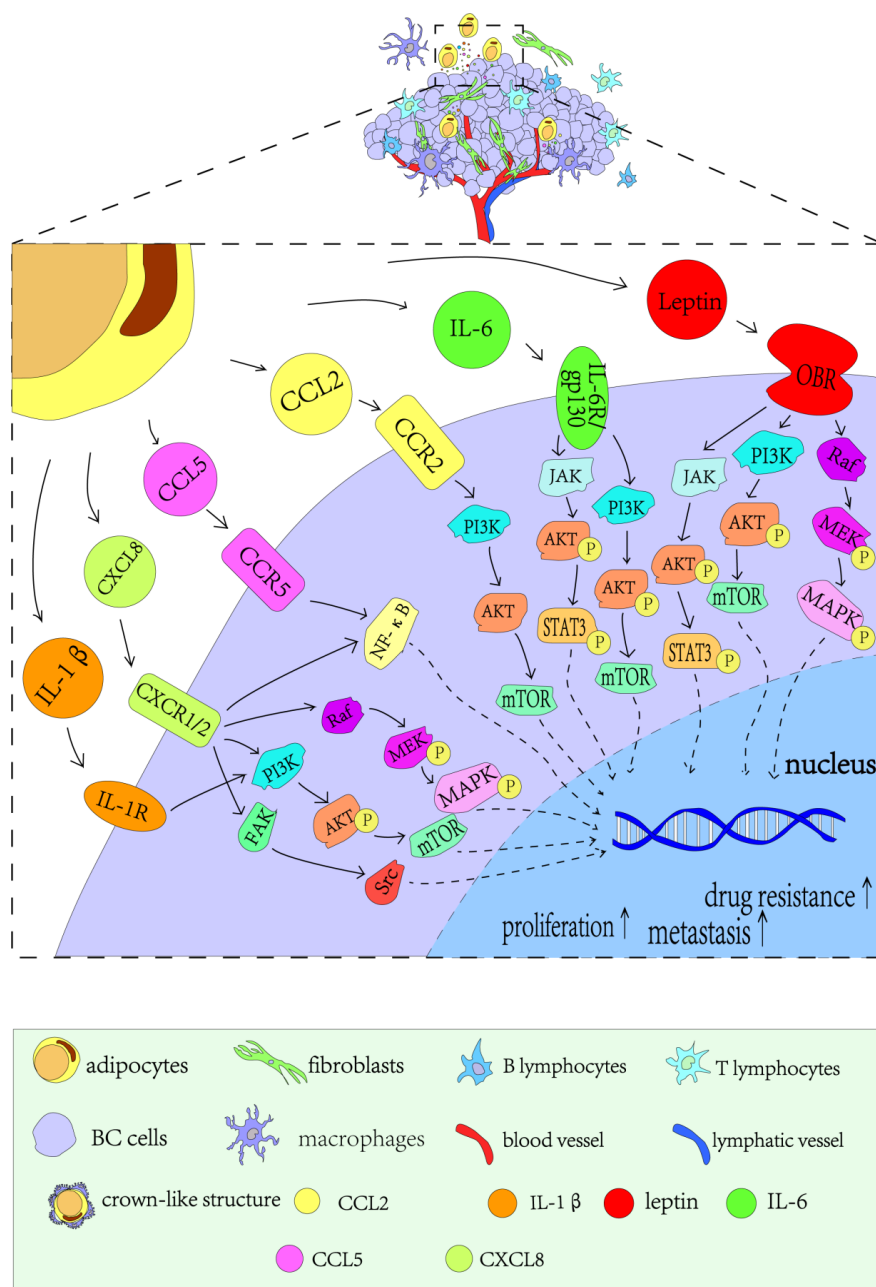 Leptin
IL-6
OBR
CCL2
IL-6R/
gp130
CCR2
PI3K
Raf
CCL5
JAK
JAK
PI3K
PI3K
AKT
MEK
P
P
CXCL8
AKT
P
CCR5
AKT
P
AKT
P
mTOR
MAPK
P
AKT
NF-κB
STAT3
P
STAT3
P
IL-1 β
mTOR
CXCR1/2
mTOR
Raf
MEK
P
nucleus
PI3K
MAPK
P
IL-1R
FAK
AKT
P
mTOR
Src
drug resistance ↑
proliferation ↑
metastasis ↑
adipocytes
fibroblasts
B lymphocytes
T lymphocytes
BC cells
macrophages
blood vessel
lymphatic vessel
crown-like structure
CCL2
IL-1 β
leptin
IL-6
CCL5
CXCL8